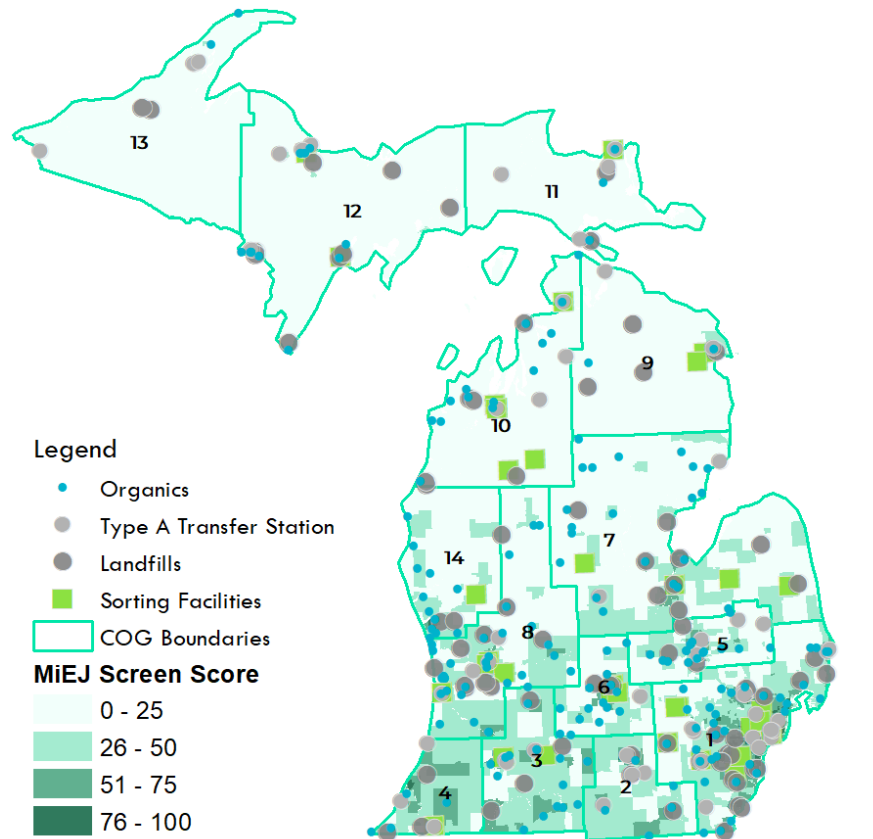 13
12
11
9
10
Legend
Organics
Type A Transfer Station
Landfills
Sorting Facilities
COG Boundaries
MiEJ Screen Score
0 - 25
26 - 50
51 - 75
76 - 100
7
14
8
5
6
1
3
2
4